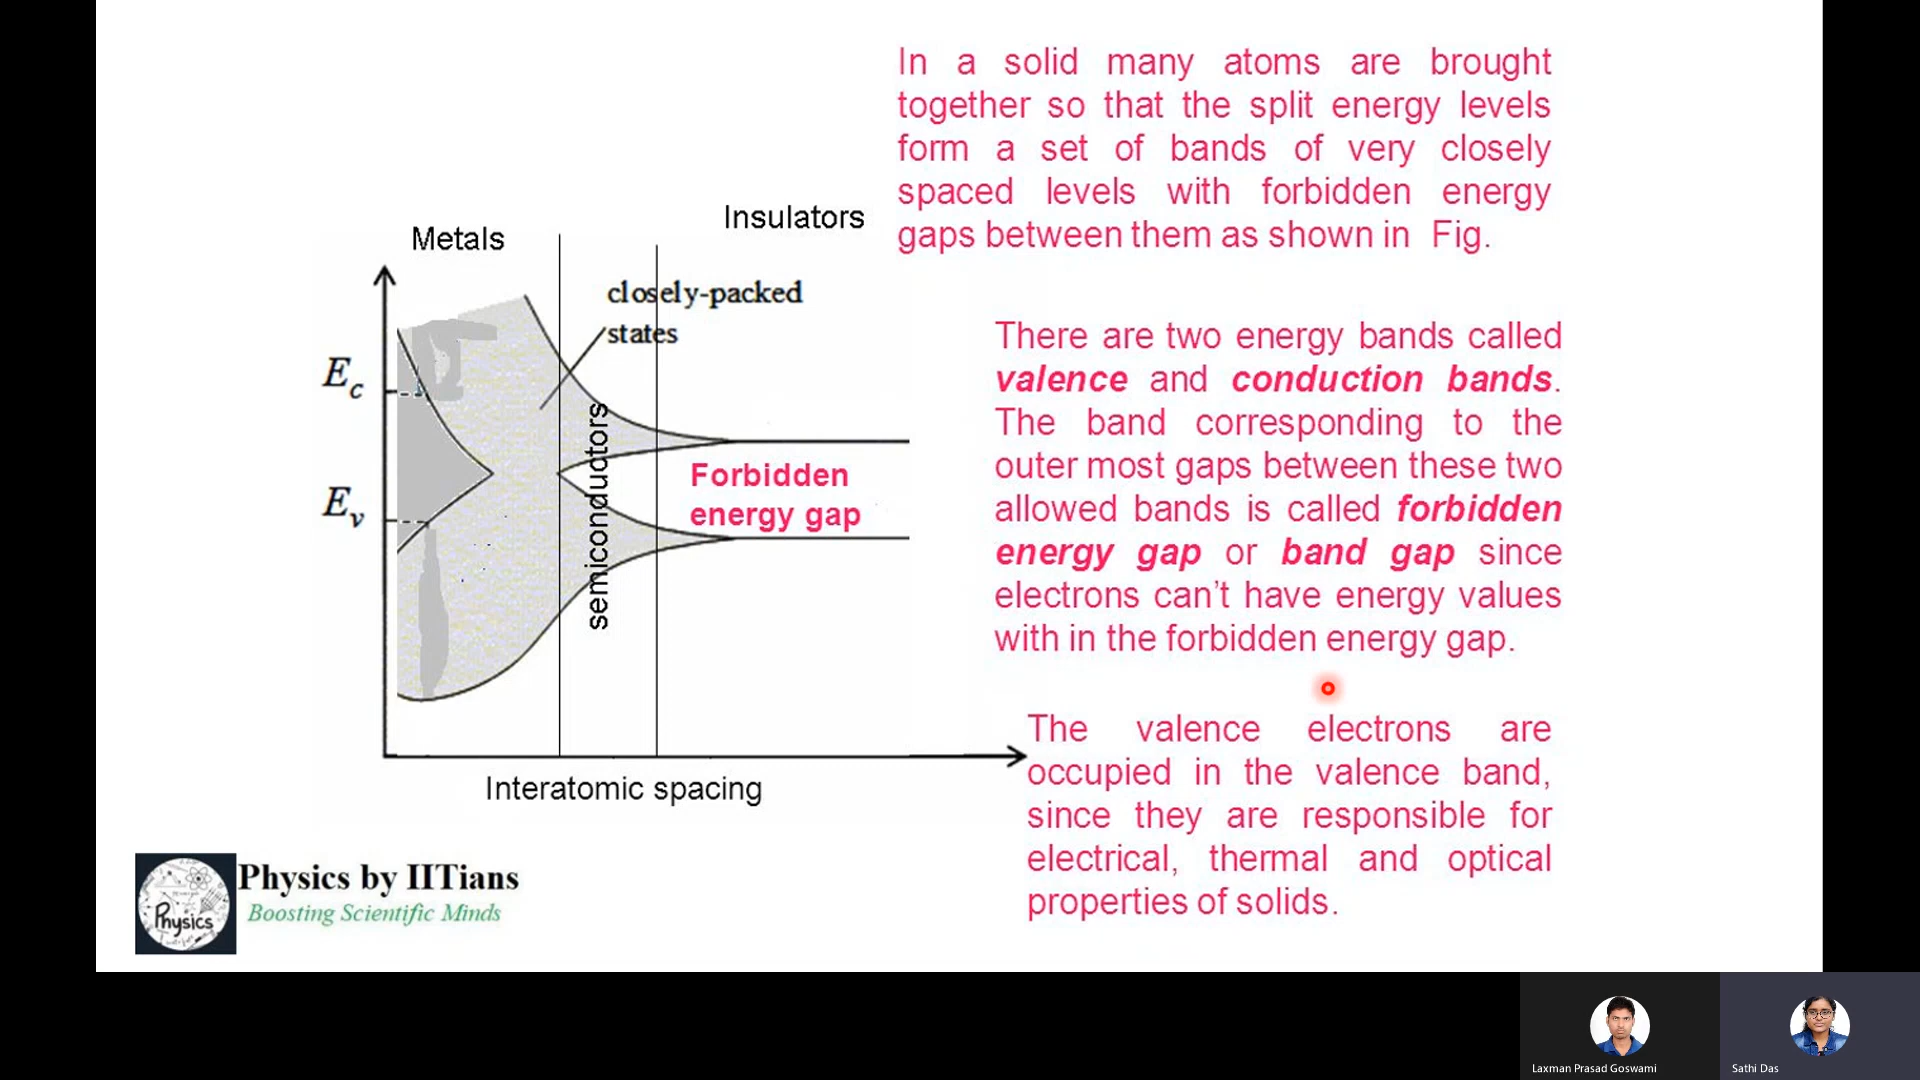 In a solid many atoms are brought
together so that the split energy levels
form a set of bands of very closely
spaced levels with forbidden energy
gaps between them as shown in Fig.
Metals
Insulators
closely-packed
states
E_c
E_v
semiconductors
Forbidden
energy gap
Interatomic spacing
There are two energy bands called
valence and conduction bands.
The band corresponding to the
outer most gaps between these two
allowed bands is called forbidden
energy gap or band gap since
electrons can't have energy values
with in the forbidden energy gap.
The valence electrons are
occupied in the valence band,
since they are responsible for
electrical, thermal and optical
properties of solids.
Physics
Physics by IITians
Boosting Scientific Minds
Laxman Prasad Goswami
Sathi Das